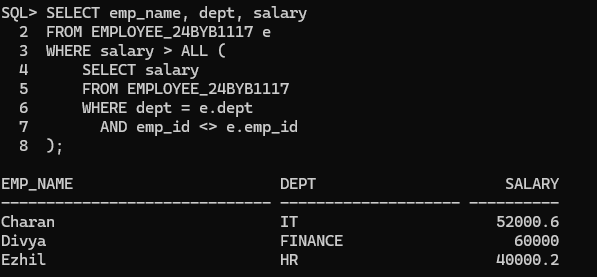 SQL> SELECT emp_name, dept, salary
  2  FROM EMPLOYEE_24BYB1117 e
  3  WHERE salary > ALL (
  4      SELECT salary
  5      FROM EMPLOYEE_24BYB1117
  6      WHERE dept = e.dept
  7        AND emp_id <> e.emp_id
  8  );

EMP_NAME                       DEPT                     SALARY
------------------------------ -------------------- ----------
Charan                         IT                      52000.6
Divya                          FINANCE                   60000
Ezhil                          HR                      40000.2